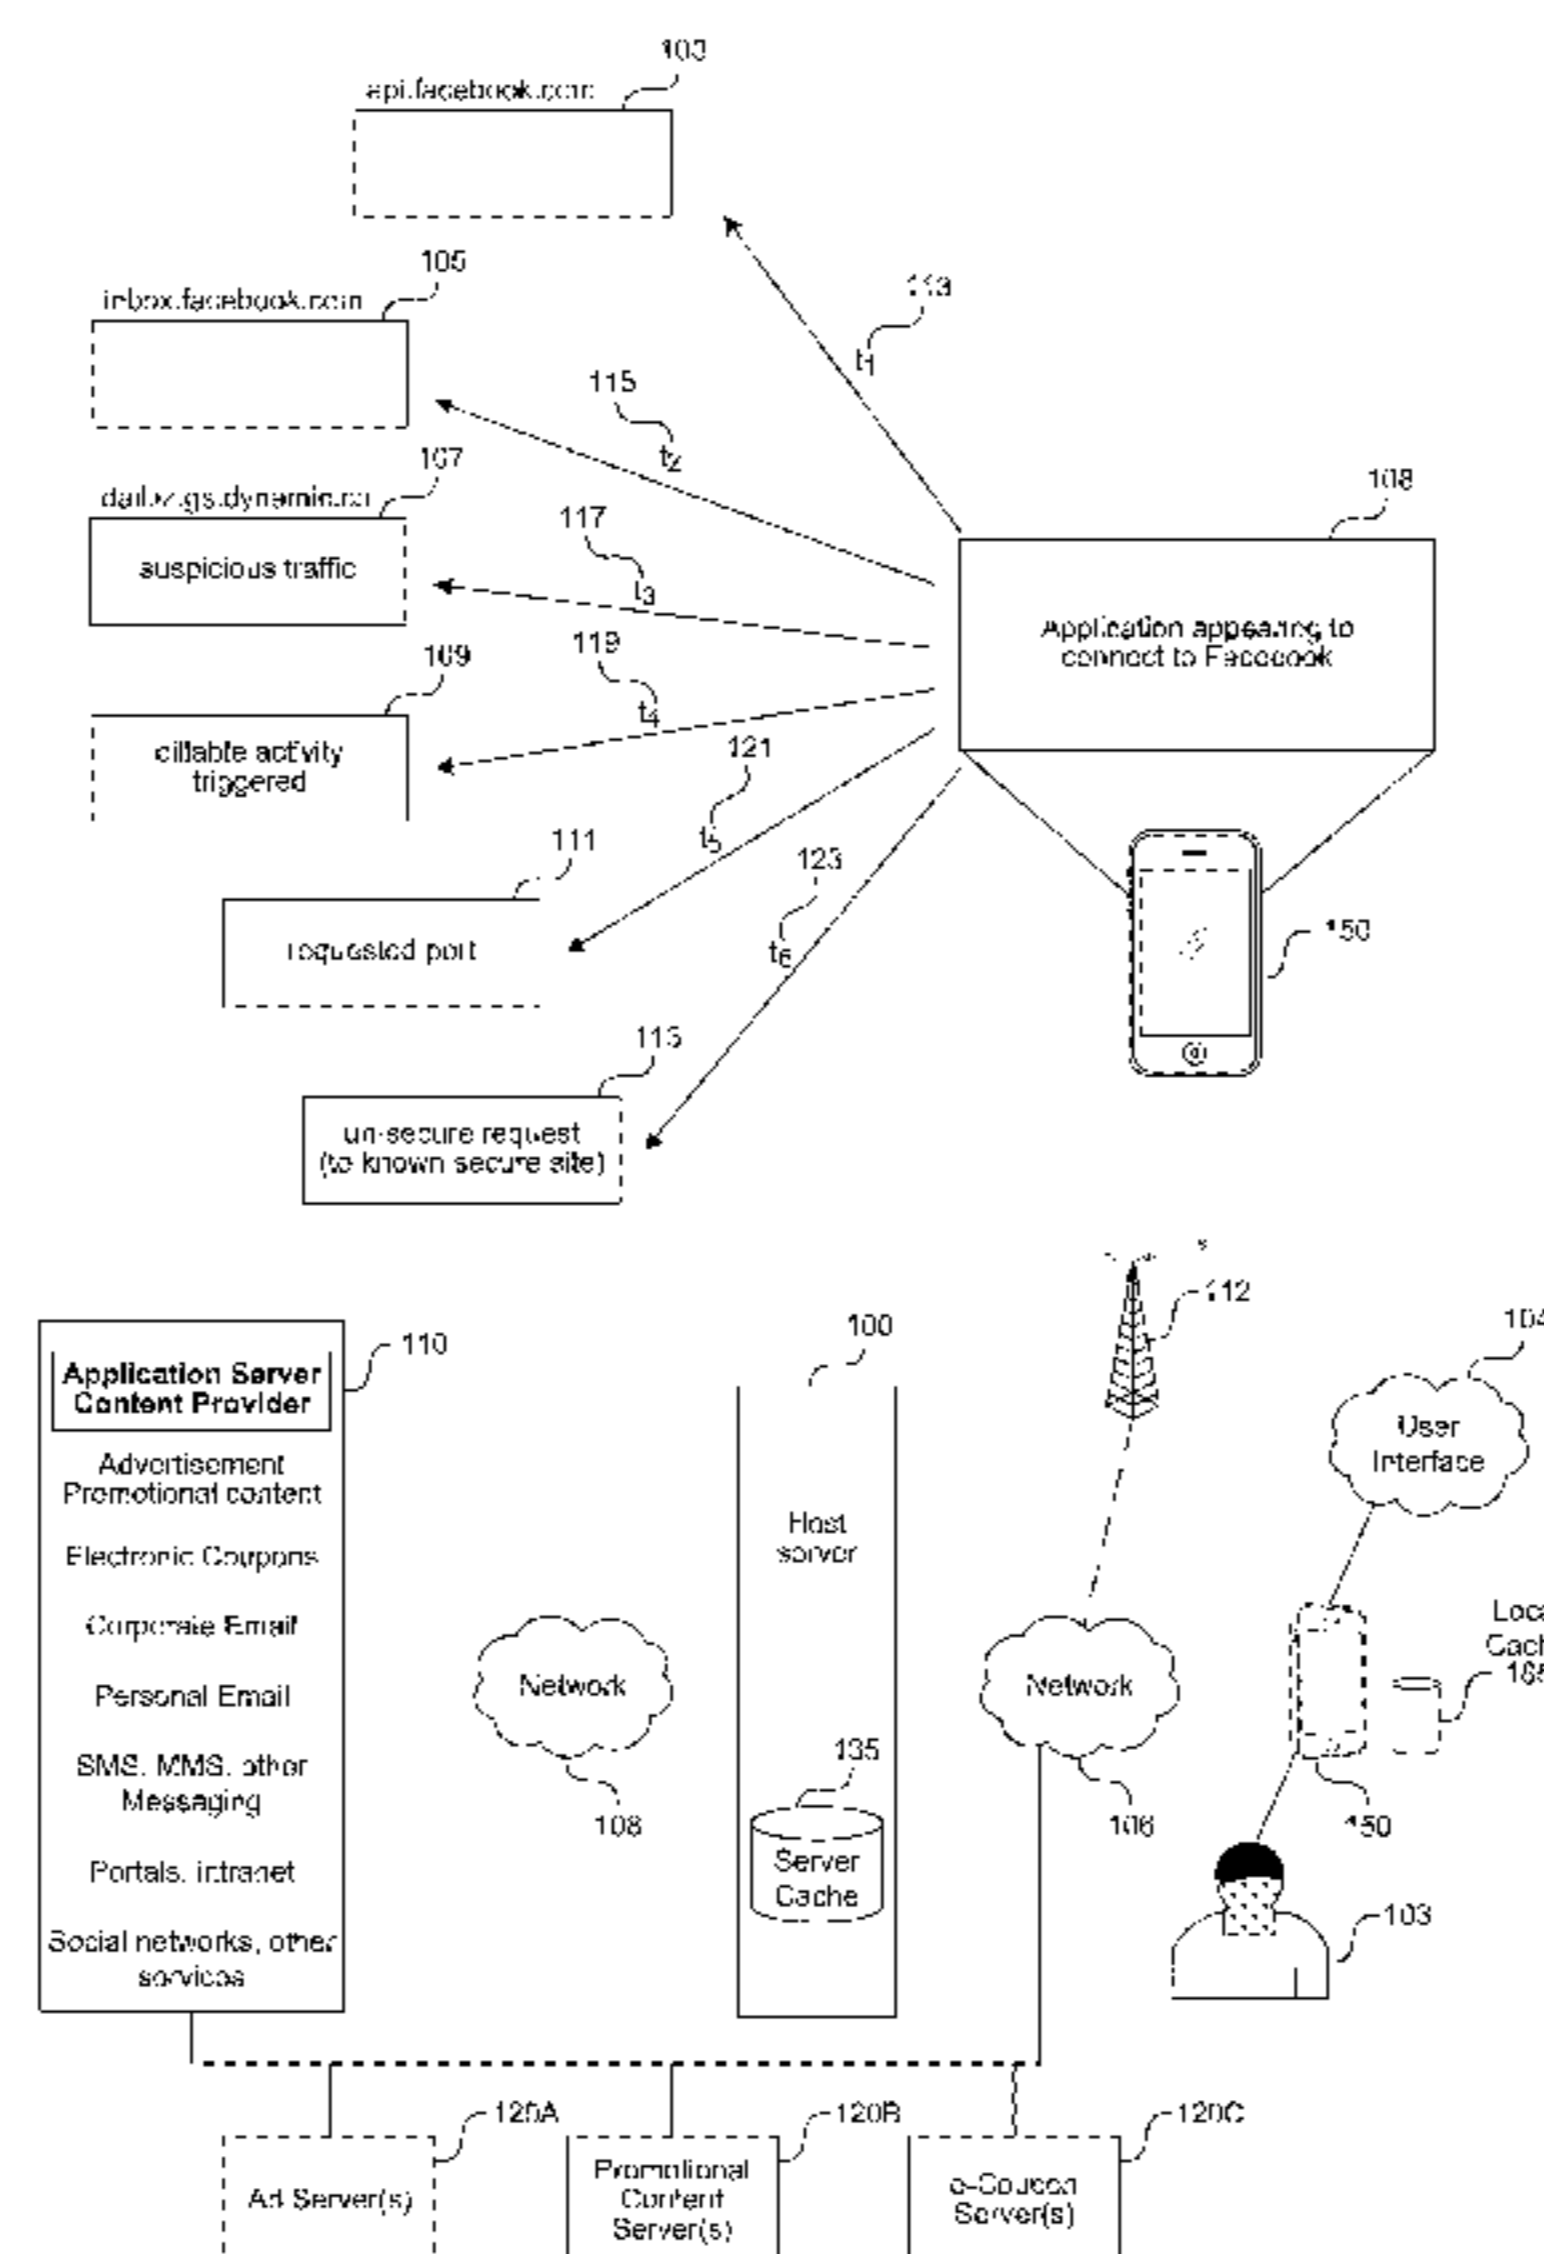 103
api.facebook.com
105
inbox.facebook.com
113
t1
115
t2
107
suspicious traffic
117
t3
108
Application appearing to
connect to Facebook
109
billable activity
triggered
119
t4
121
t5
111
requested port
123
t6
150
115
un-secure request
(to known secure site)
112
110
100
104
Application Server
Content Provider
User
Interface
Advertisement
Promotional content
Host
server
Electronic Coupons
Corporate Email
Network
Network
Personal Email
135
SMS, MMS, other
Messaging
108
106
150
Server
Cache
Portals, intranet
103
Social networks, other
services
120A
120B
120C
Ad Server(s)
Promotional
Content
Server(s)
e-Coupon
Server(s)